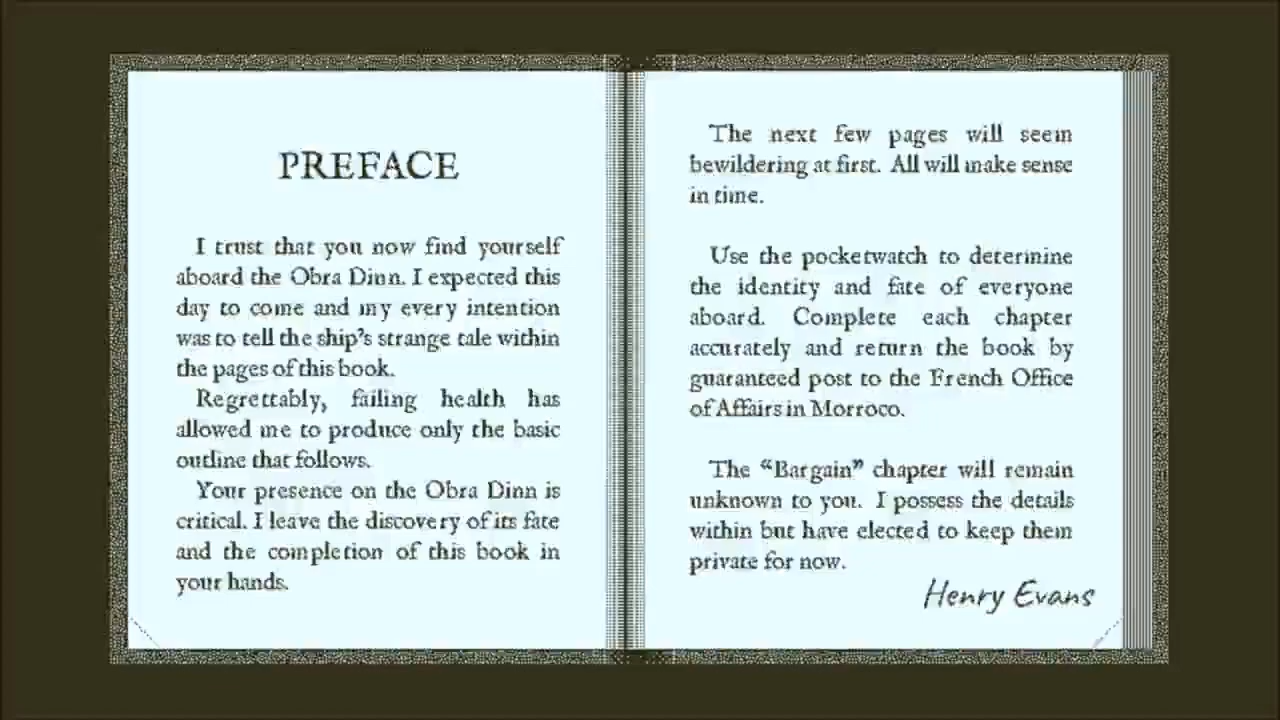 PREFACE
I trust that you now find yourself
aboard the Obra Dinn. I expected this
day to come and my every intention
was to tell the ship's strange tale within
the pages of this book.
Regrettably, failing health has
allowed me to produce only the basic
outline that follows.
Your presence on the Obra Dinn is
critical. I leave the discovery of its fate
and the completion of this book in
your hands.
The next few pages will seem
bewildering at first. All will make sense
in time.
Use the pocketwatch to determine
the identity and fate of everyone
aboard. Complete each chapter
accurately and return the book by
guaranteed post to the French Office
of Affairs in Morroco.
The “Bargain” chapter will remain
unknown to you. I possess the details
within but have elected to keep them
private for now.
Henry Evans